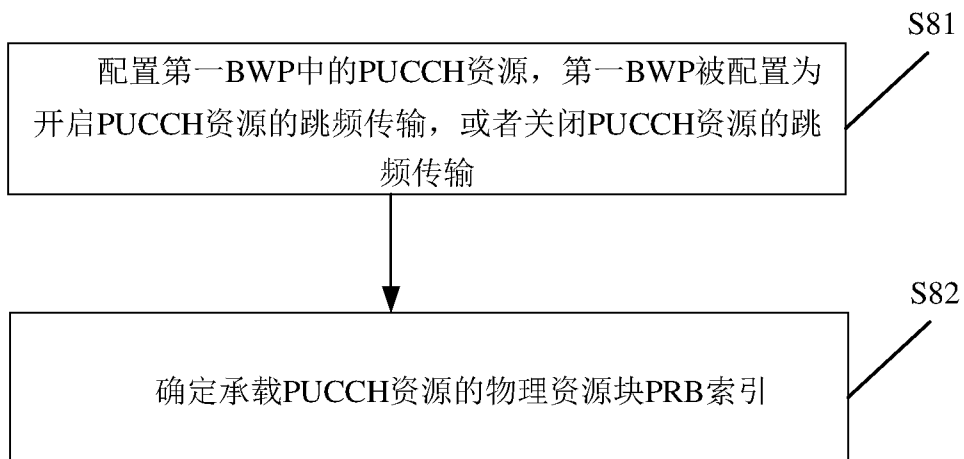 S81
配置第一BWP中的PUCCH资源，第一BWP被配置为
开启PUCCH资源的跳频传输，或者关闭PUCCH资源的跳
频传输
S82
确定承载PUCCH资源的物理资源块PRB索引